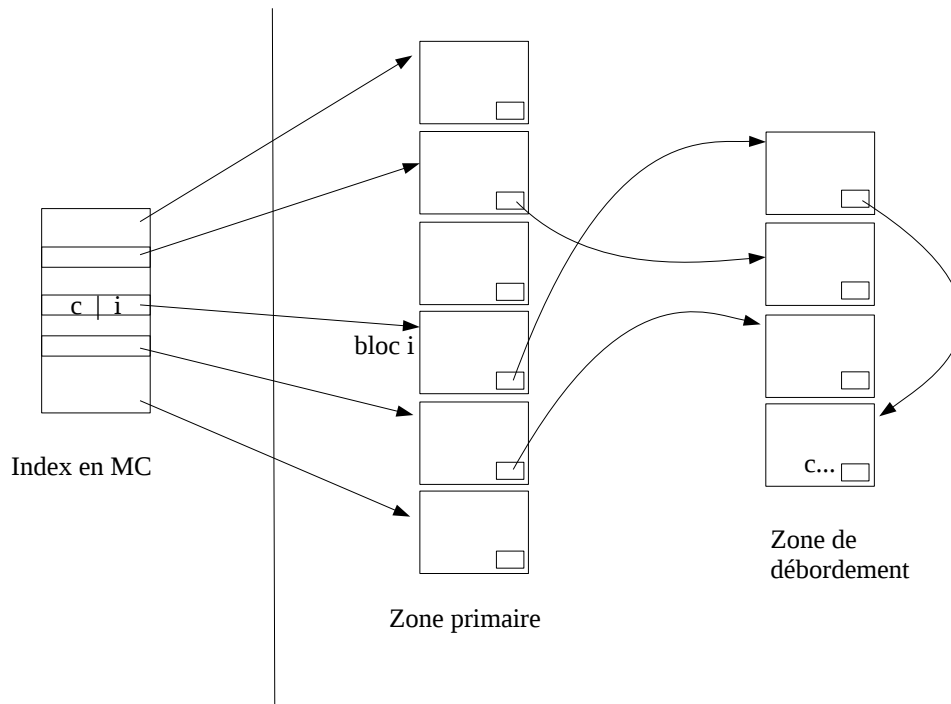 c | i
bloc i
Index en MC
c...
Zone de
débordement
Zone primaire